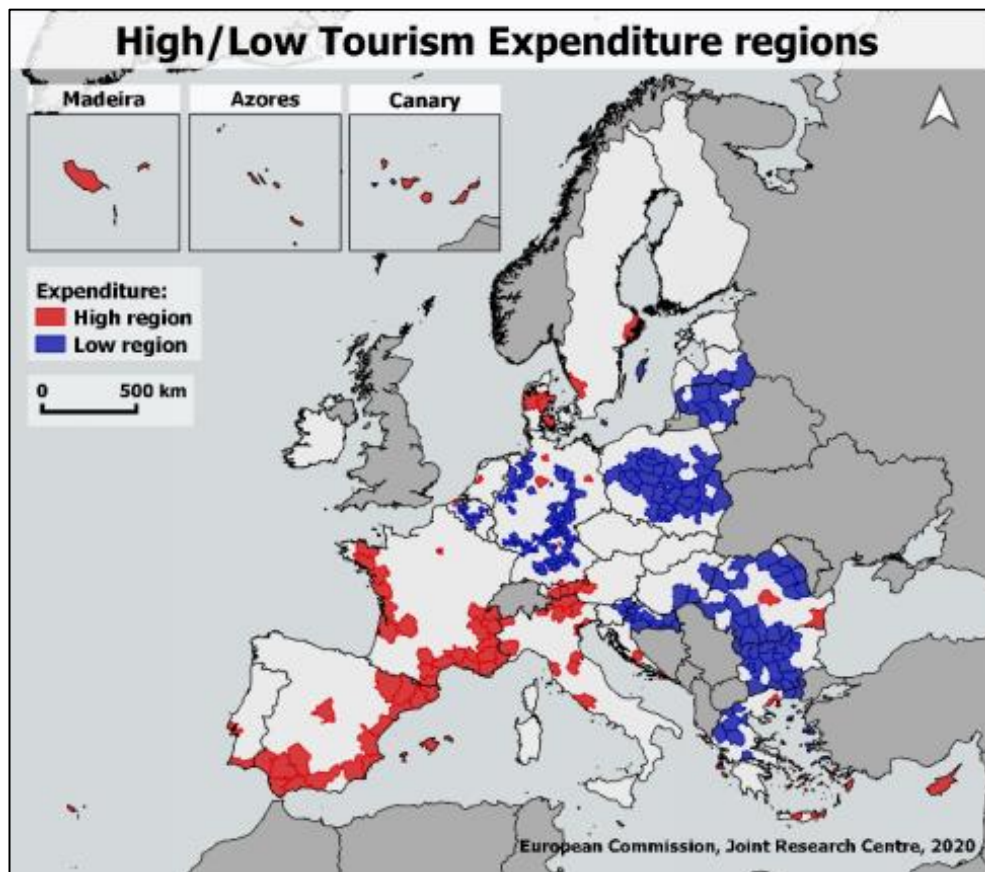 High/Low Tourism Expenditure regions
Madeira
Azores
Canary
Expenditure:
High region
Low region
0 500 km
European Commission, Joint Research Centre, 2020